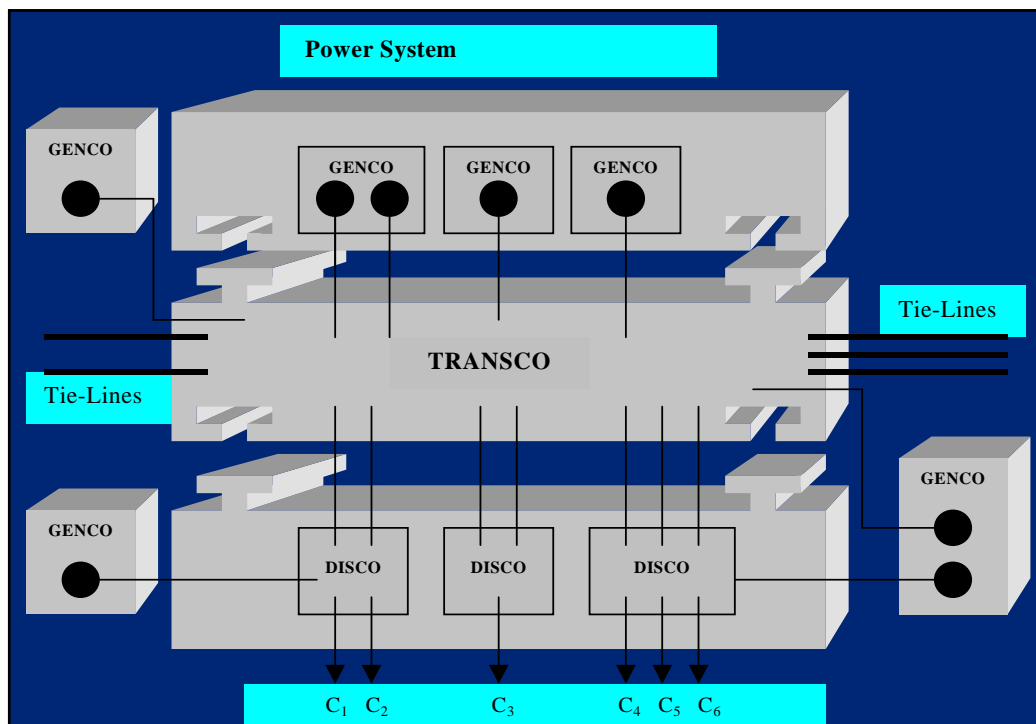 Power System
GENCO
GENCO
GENCO
GENCO
Tie-Lines
TRANSCO
Tie-Lines
GENCO
GENCO
DISCO
DISCO
DISCO
C₁ C₂ C₃ C₄ C₅ C₆